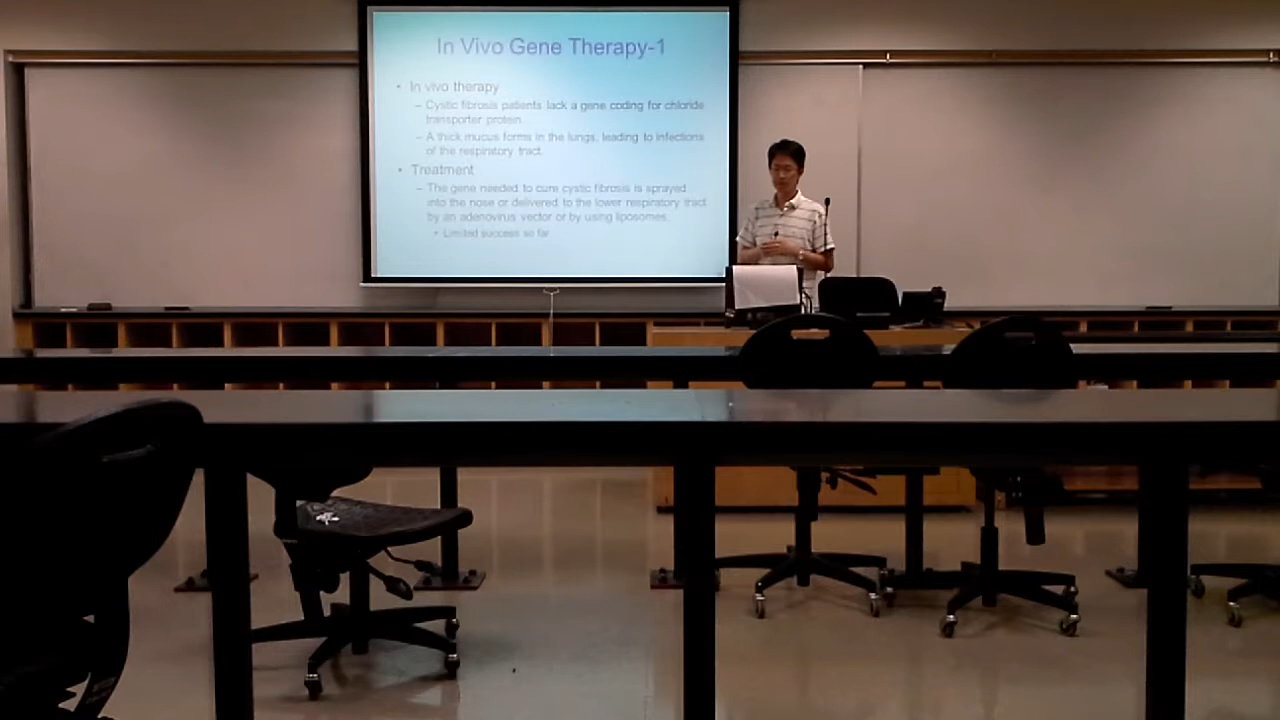 In Vivo Gene Therapy-1
• In vivo therapy
– Cystic fibrosis patients lack a gene coding for chloride
transporter protein.
– A thick mucus forms in the lungs, leading to infections
of the respiratory tract.
• Treatment
– The gene needed to cure cystic fibrosis is sprayed
into the nose or delivered to the lower respiratory tract
by an adenovirus vector or by using liposomes.
• Limited success so far